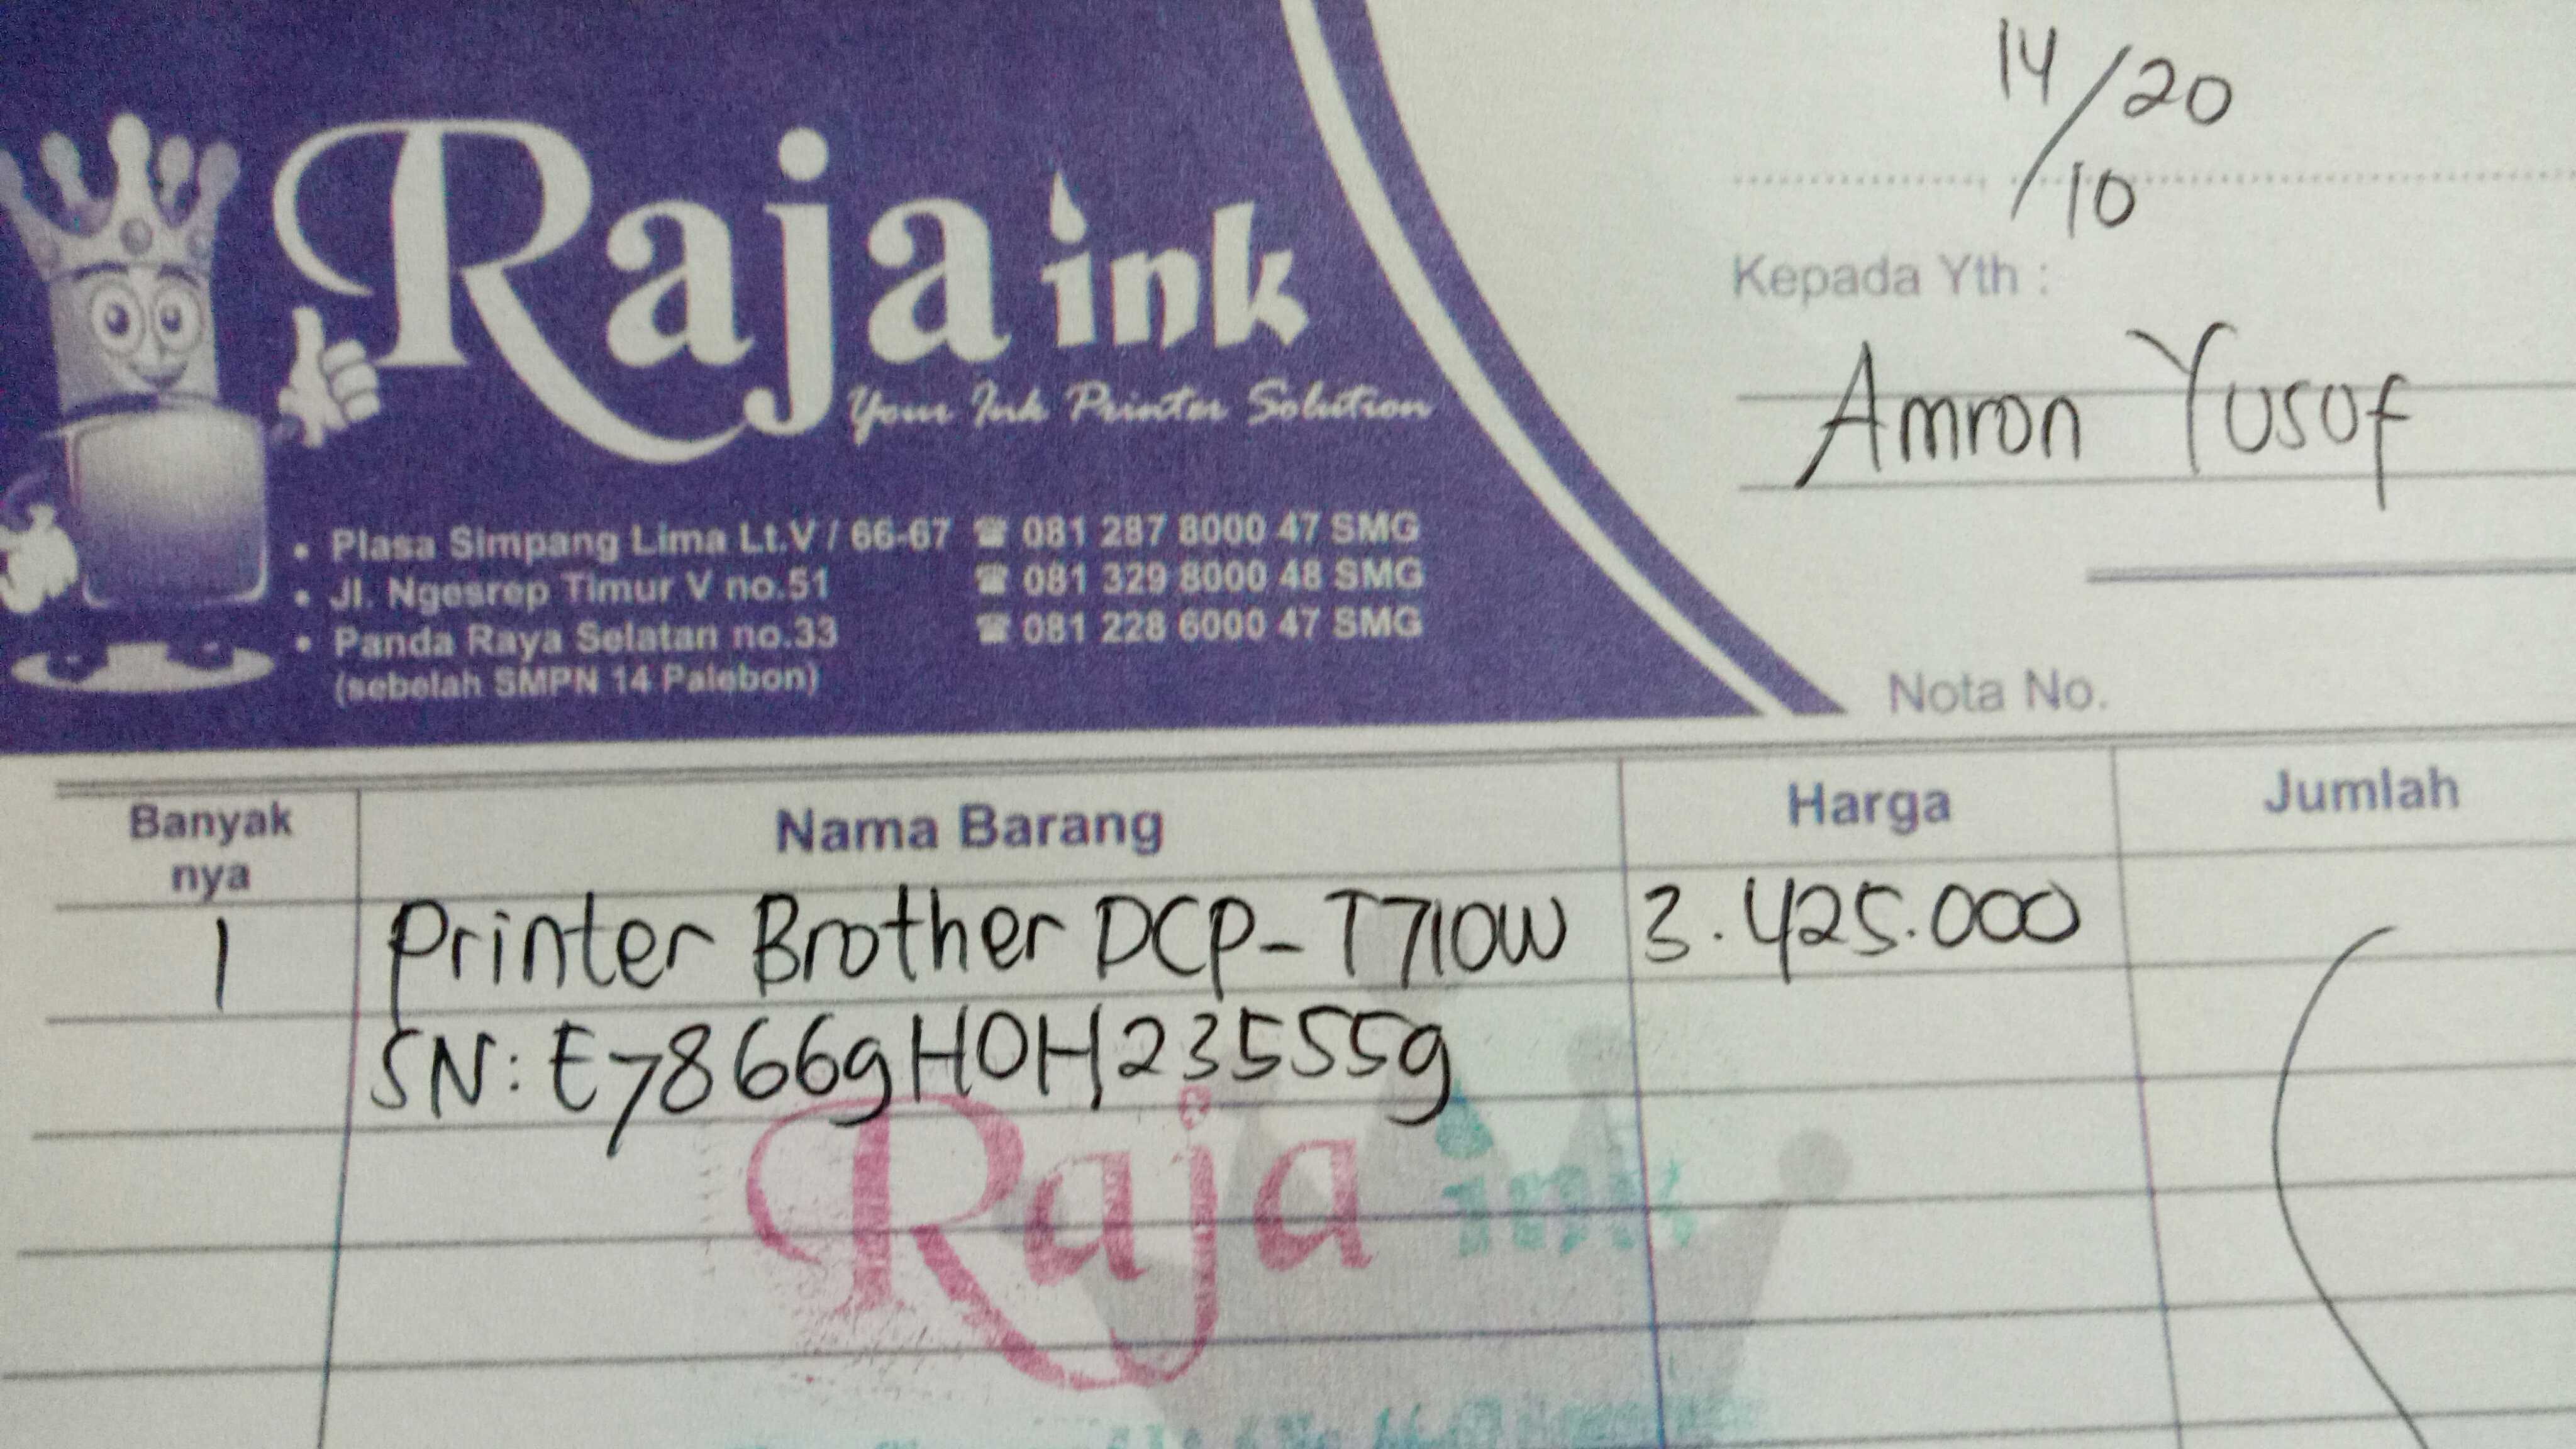 Raja ink
Your Ink Printer Solution
• Plasa Simpang Lima Lt.V / 66-67 ☎ 081 287 8000 47 SMG
• Jl. Ngesrep Timur V no.51 ☎ 081 329 8000 48 SMG
• Panda Raya Selatan no.33 ☎ 081 228 6000 47 SMG
(sebelah SMPN 14 Palebon)
14/20
10
Kepada Yth :
Amron Yusof
Nota No.
Banyak nya Nama Barang Harga Jumlah
1 Printer Brother DCP-T710W 3.425.000
SN: E78669H0H235559
Raja ink